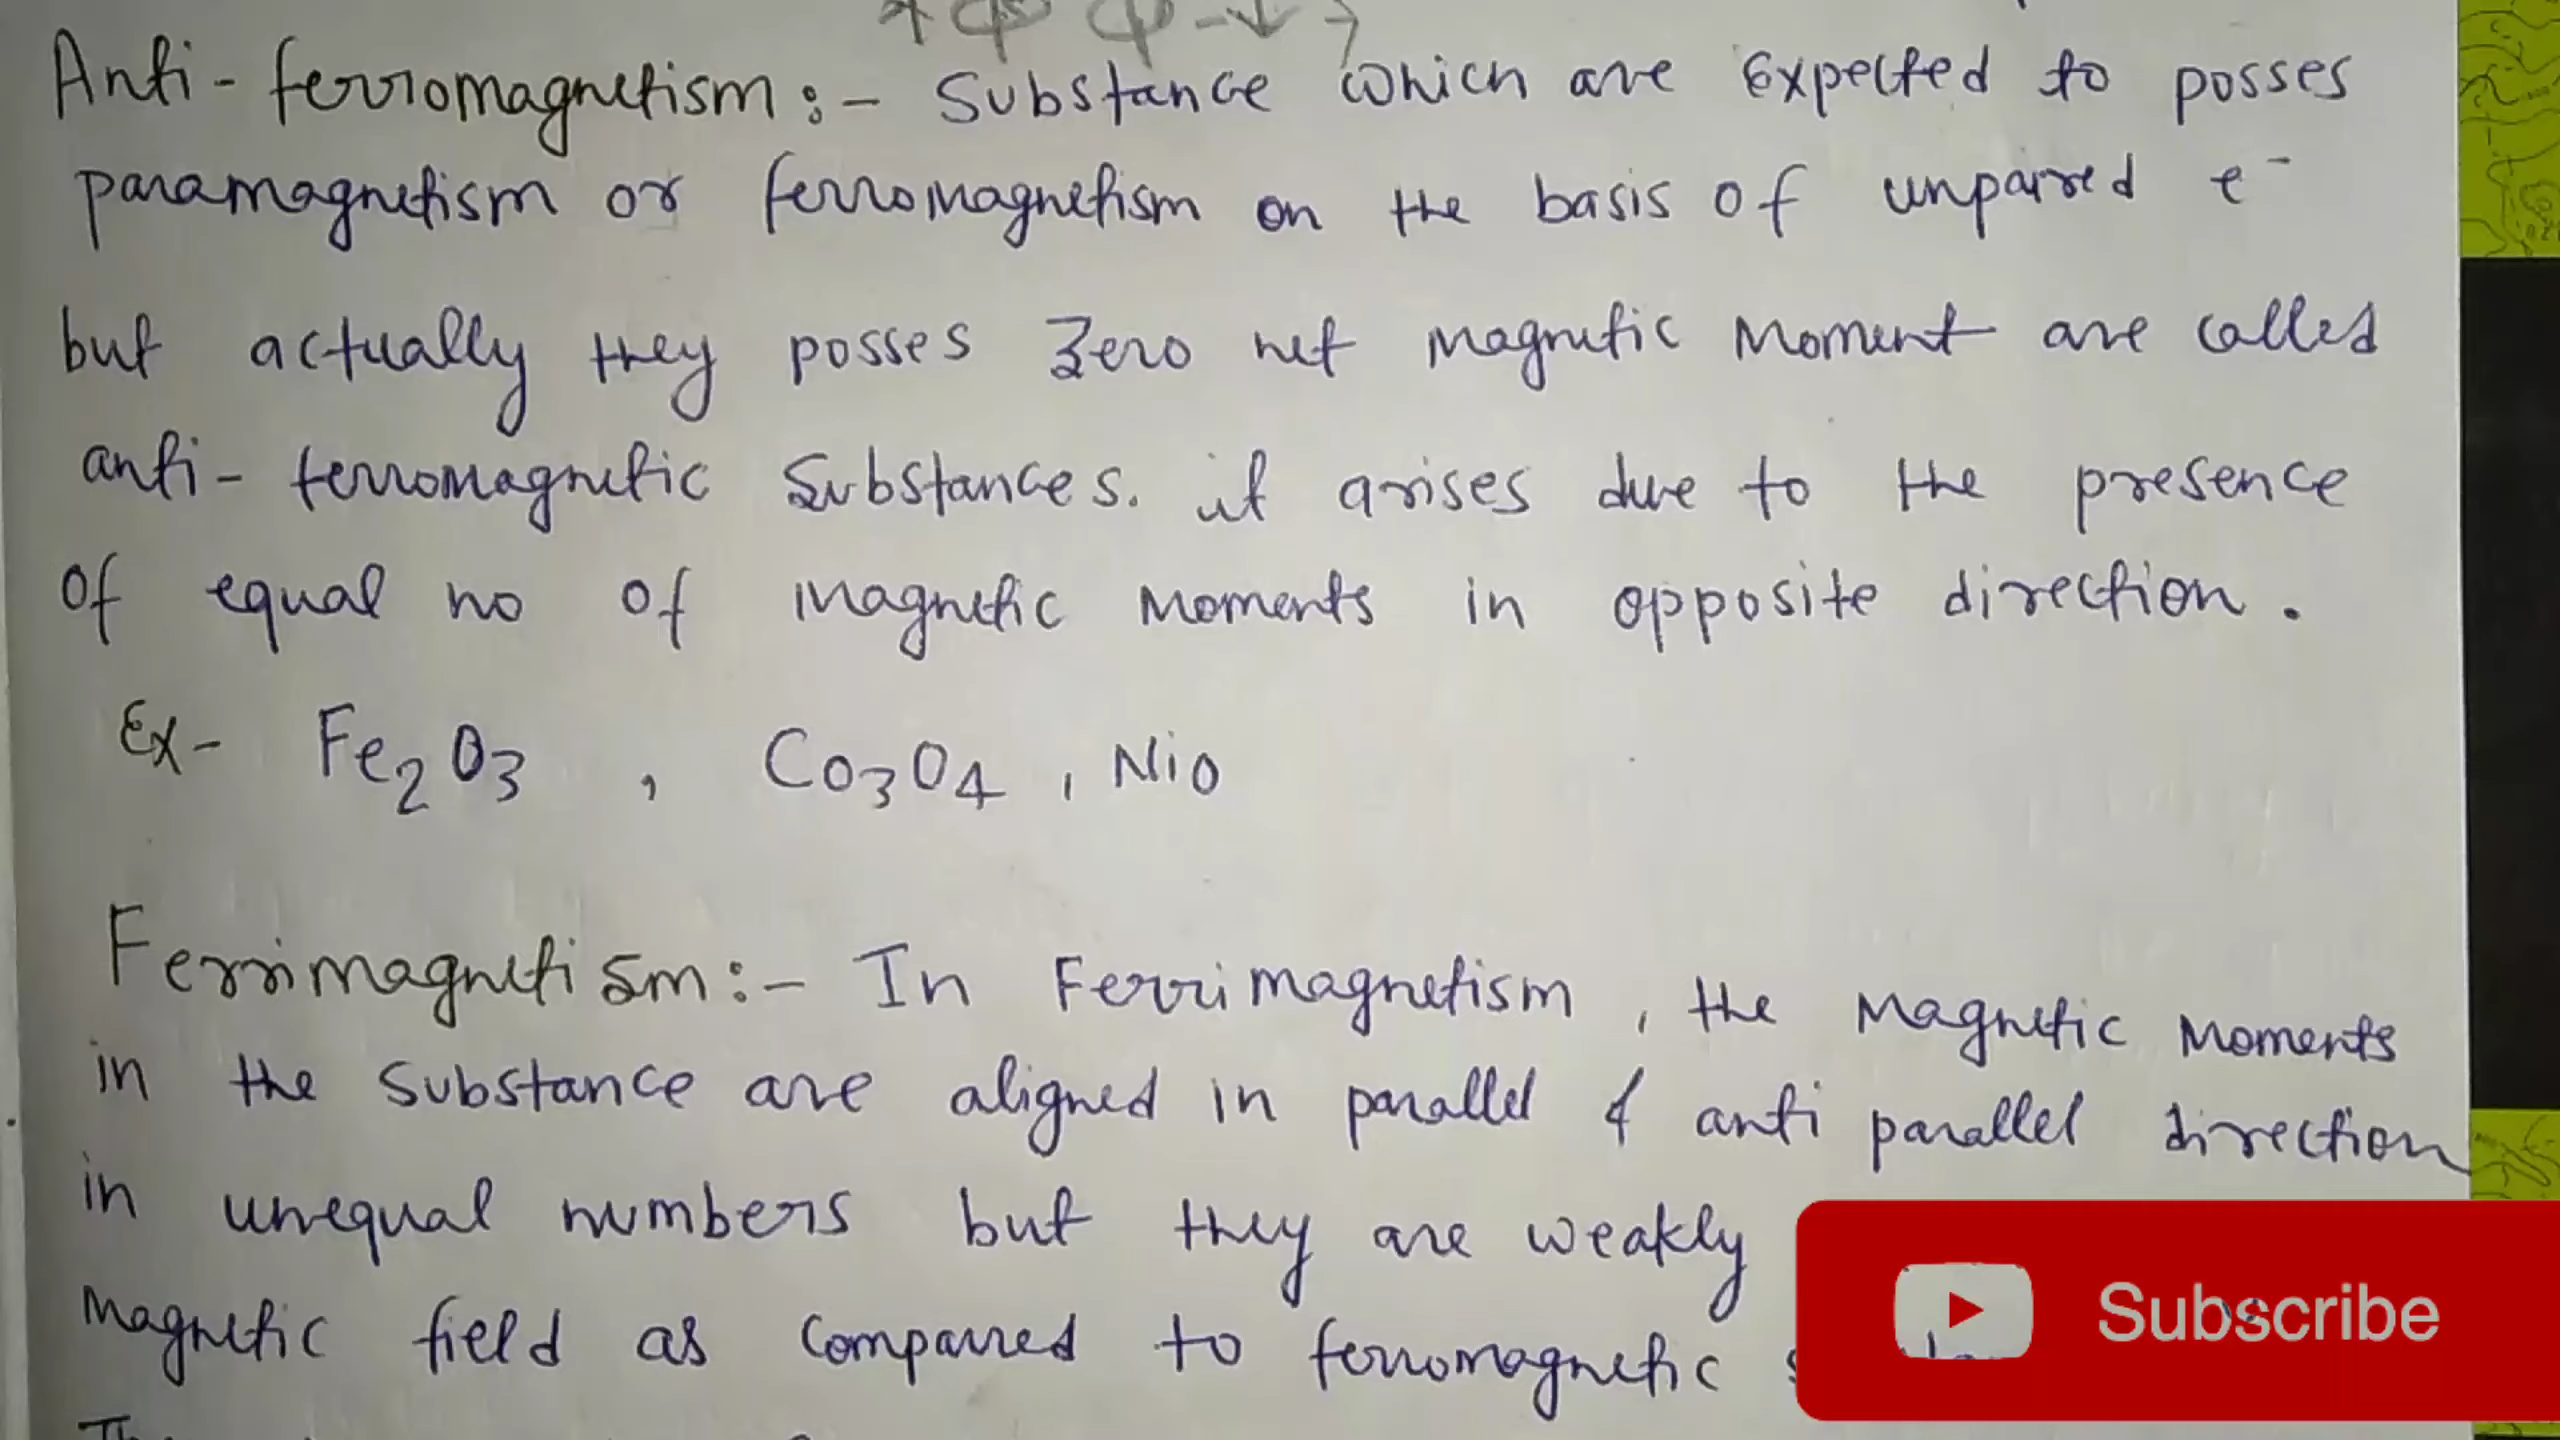 Anti-ferromagnetism:- Substance which are expected to posses
paramagnetism or ferromagnetism on the basis of unpaired e⁻
but actually they posses zero net magnetic moment are called
anti-ferromagnetic substances. it arises due to the presence
of equal no of magnetic moments in opposite direction.
Ex- Fe₂O₃, Co₃O₄, NiO
Ferrimagnetism:- In Ferrimagnetism, the magnetic moments
in the substance are aligned in parallel & anti parallel direction
in unequal numbers but they are weakly
magnetic field as compared to ferromagnetic
Subscribe